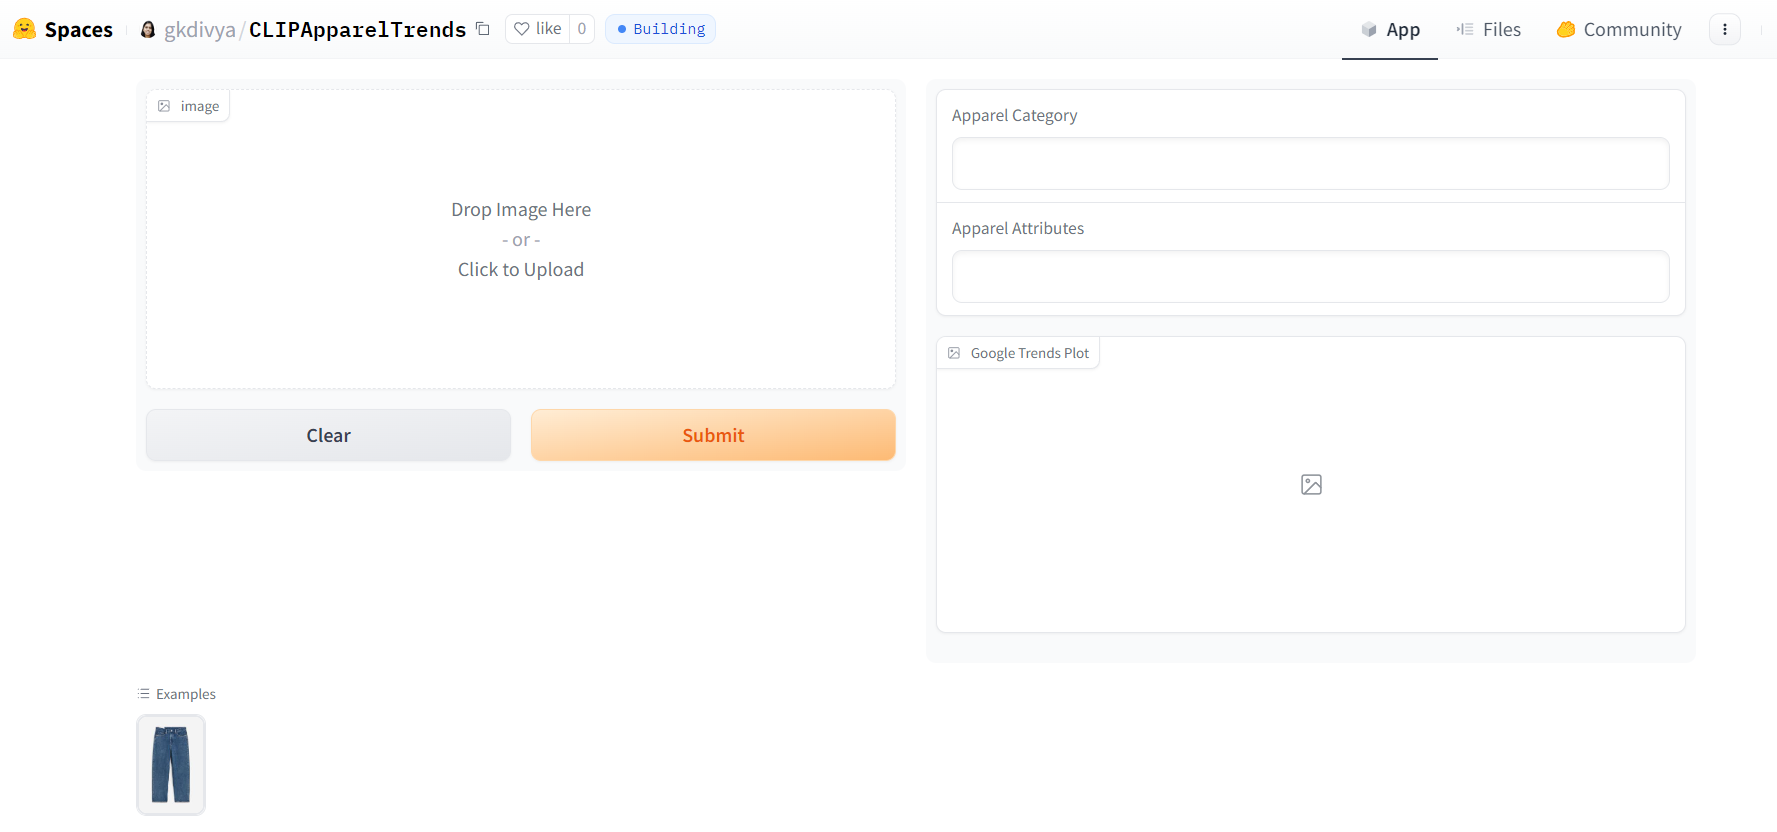 Spaces
gkdivya/CLIPApparelTrends
like 0
Building
App
Files
Community
image
Drop Image Here
- or -
Click to Upload
Clear
Submit
Apparel Category
Apparel Attributes
Google Trends Plot
Examples